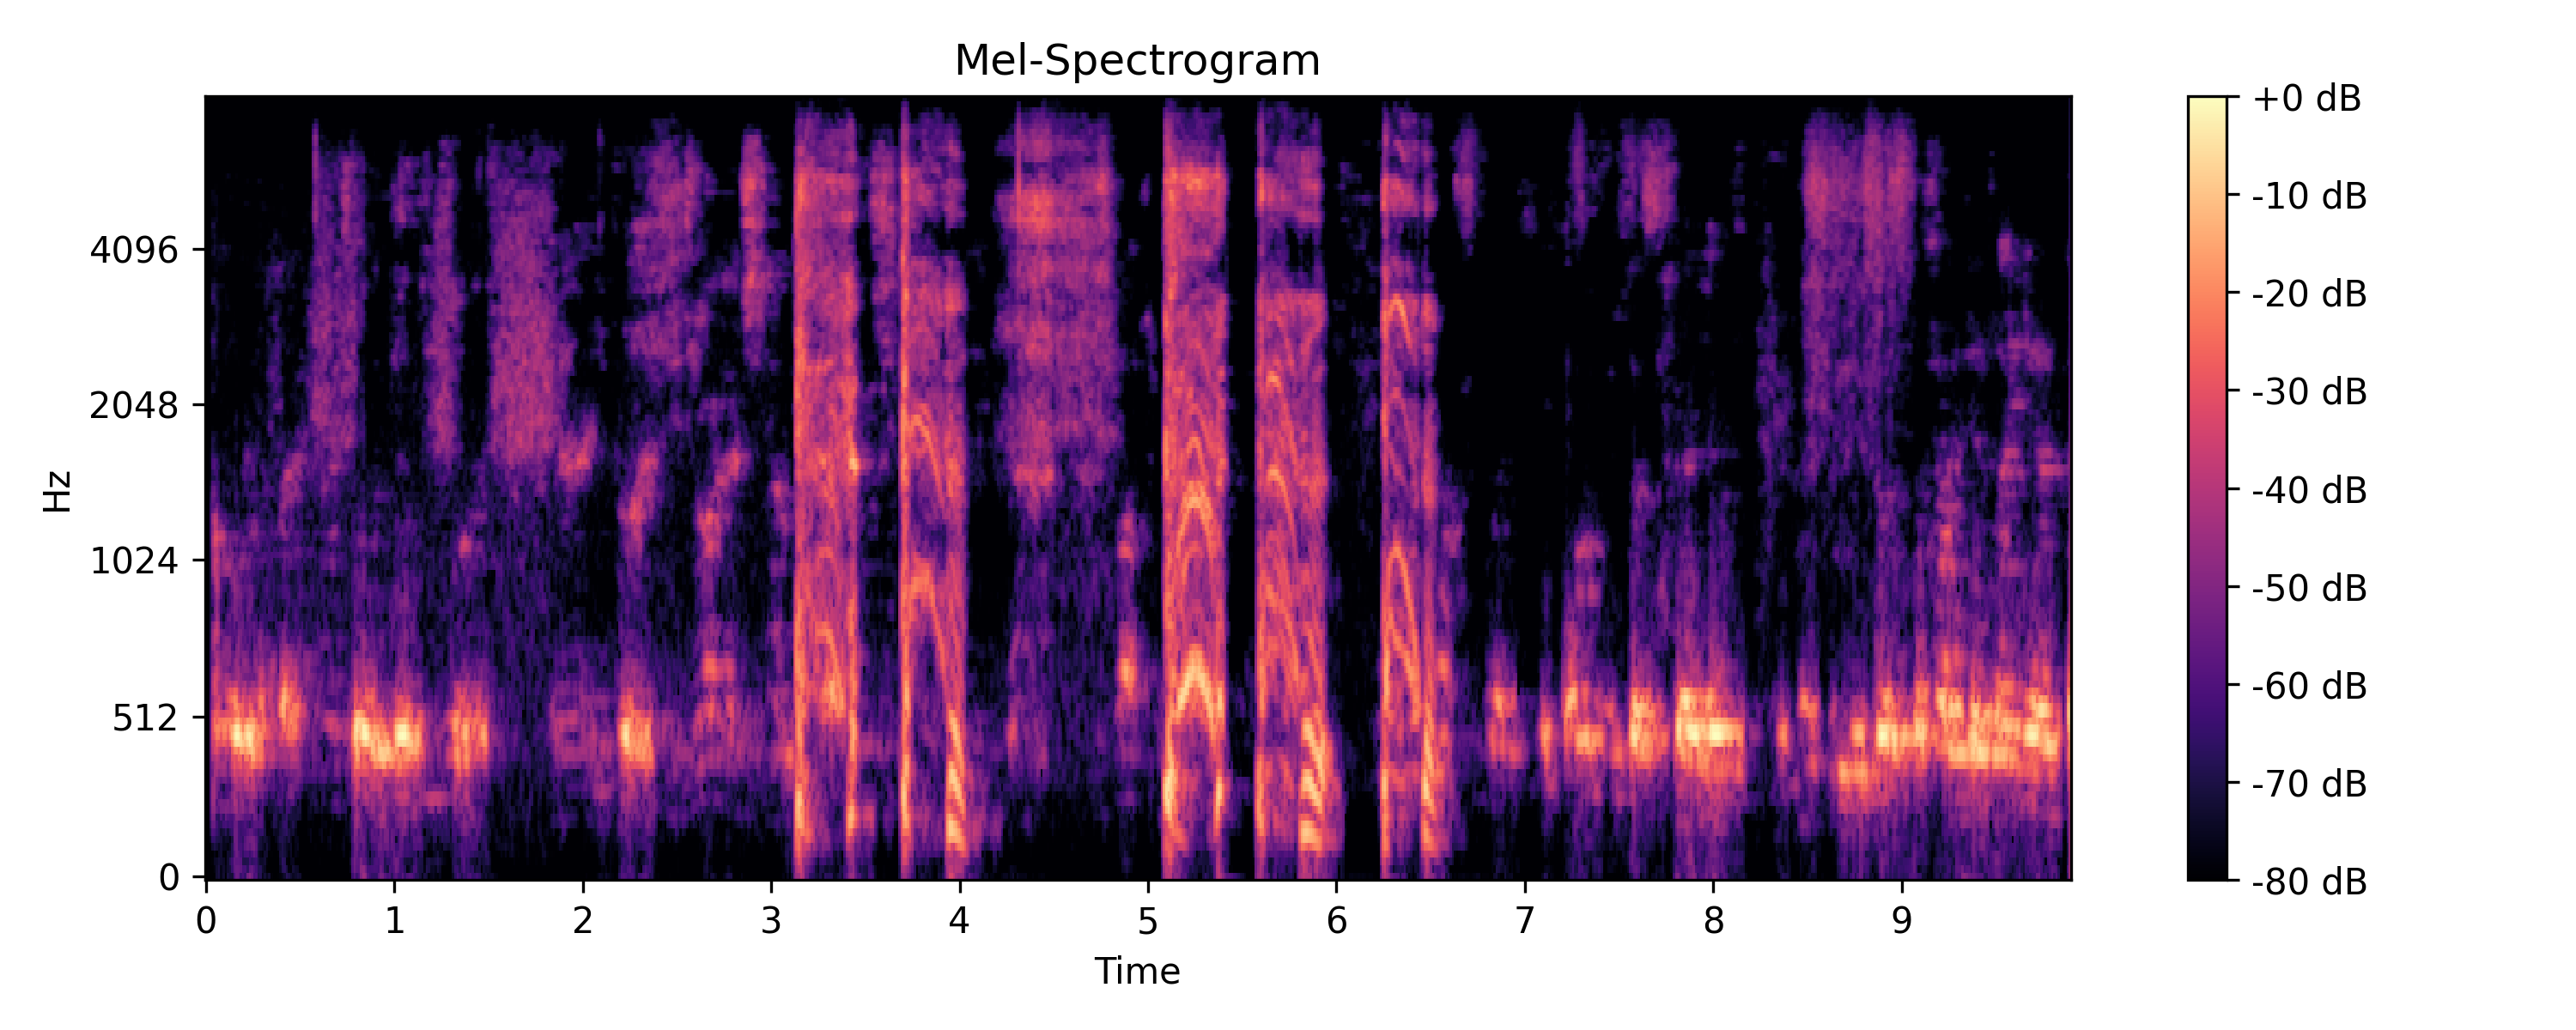 Mel-Spectrogram
+0 dB
-10 dB
4096
-20 dB
-30 dB
2048
Hz
-40 dB
1024
-50 dB
-60 dB
512
-70 dB
0
-80 dB
0 1 2 3 4 5 6 7 8 9
Time